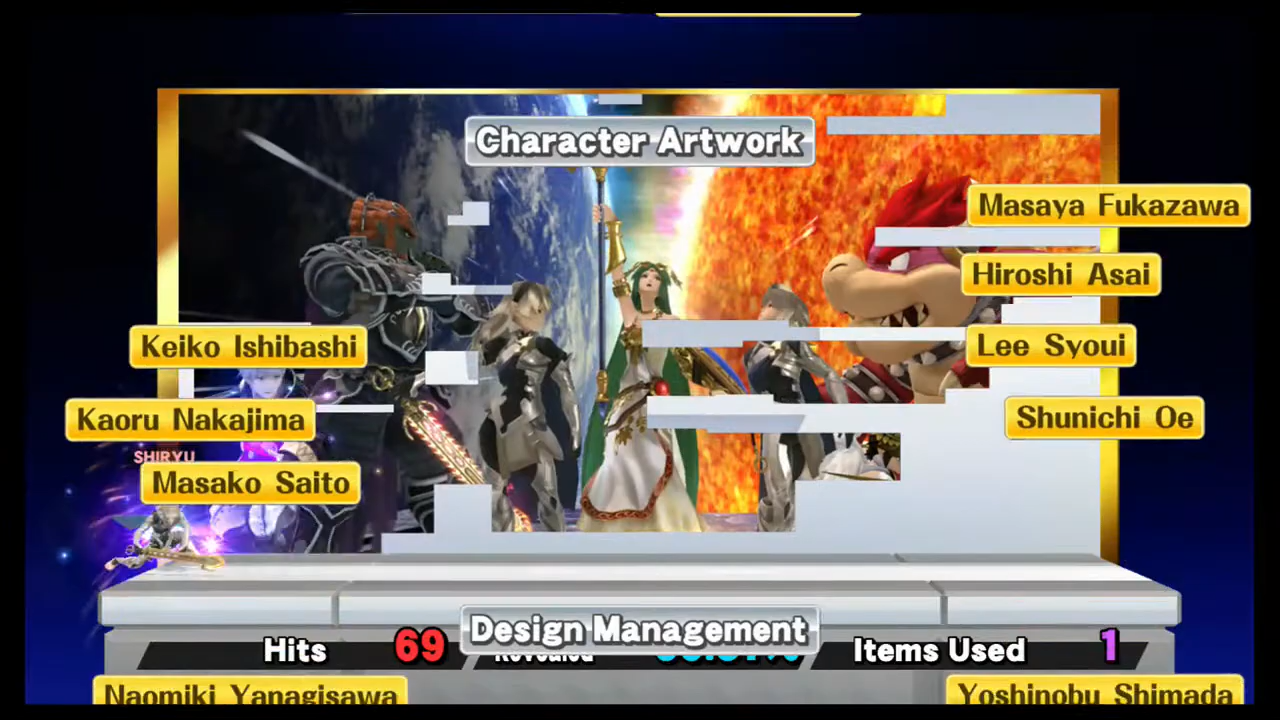 Character Artwork
Masaya Fukazawa
Hiroshi Asai
Keiko Ishibashi
Lee Syoui
Kaoru Nakajima
Shunichi Oe
SHIRYU
Masako Saito
Design Management
Hits 69
Revealed
Items Used 1
Naomiki Yanagisawa
Yoshinobu Shimada